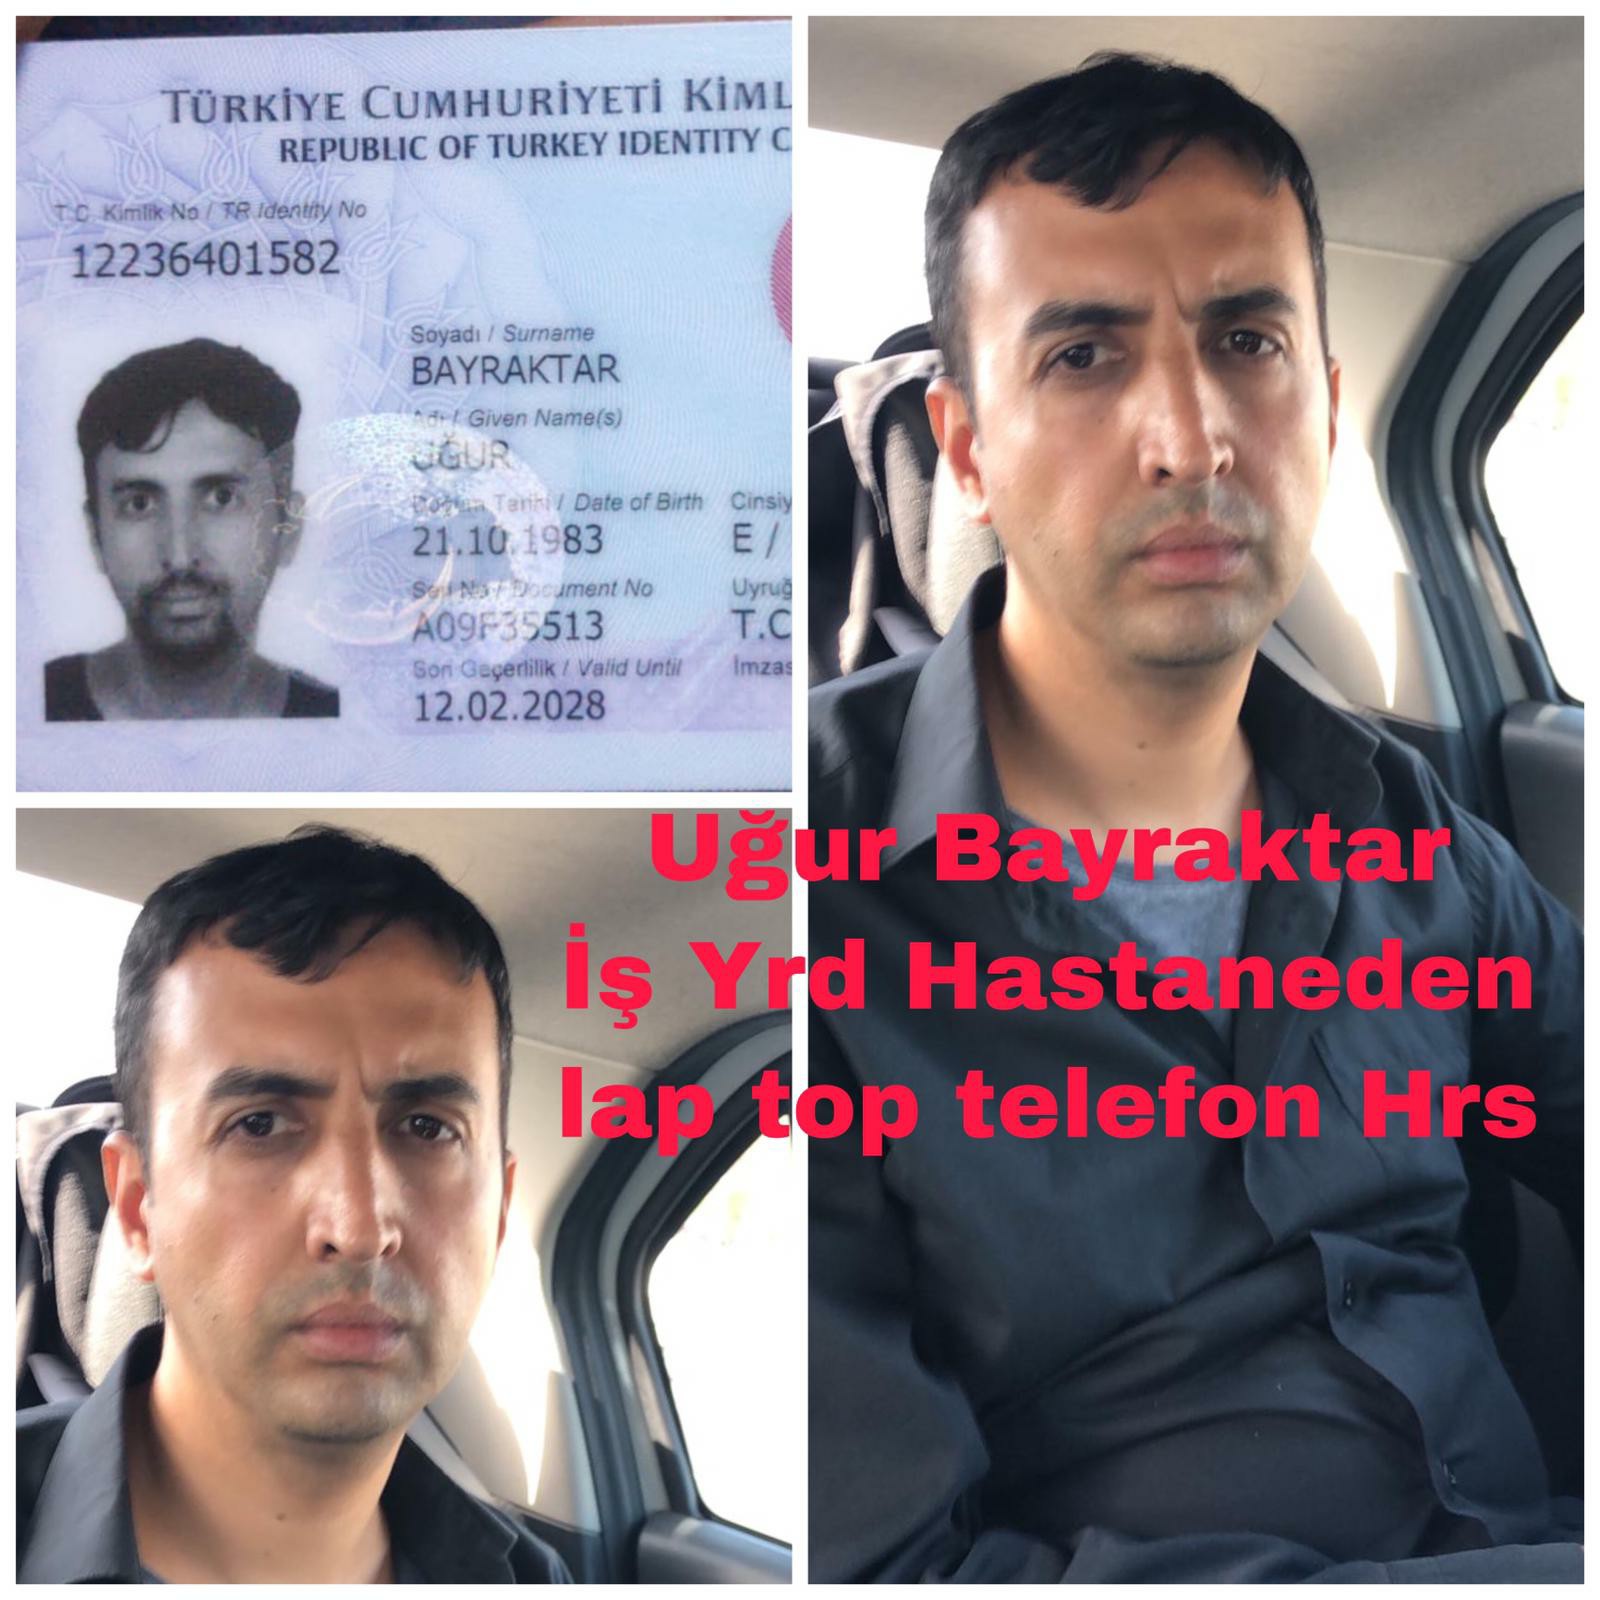 TÜRKİYE CUMHURİYETİ KİML
REPUBLIC OF TURKEY IDENTITY C
T.C. Kimlik No / TR Identity No
12236401582
Soyadı / Surname
BAYRAKTAR
Adı / Given Name(s)
UĞUR
Doğum Tarihi / Date of Birth Cinsiy
21.10.1983 E /
Seri No / Document No Uyruğ
A09F35513 T.C
Son Geçerlilik / Valid Until İmzas
12.02.2028
Uğur Bayraktar
İş Yrd Hastaneden
lap top telefon Hrs